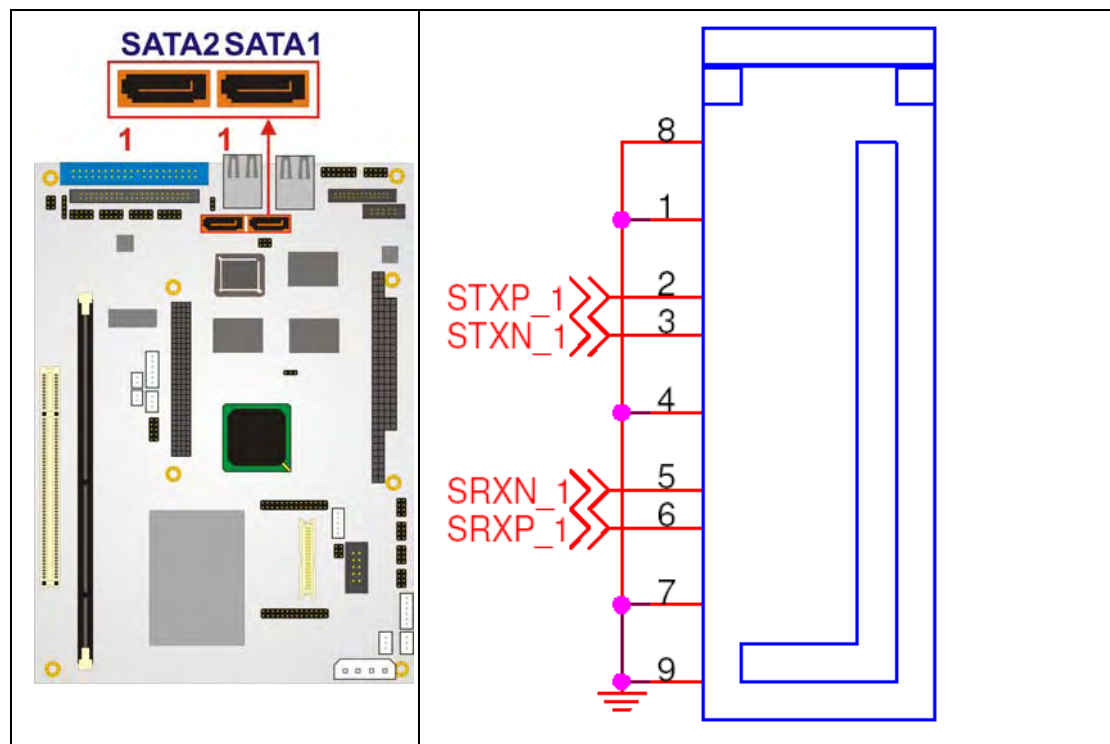 SATA2 SATA1
1 1
8
1
STXP_1 2
STXN_1 3
4
SRXN_1 5
SRXP_1 6
7
9